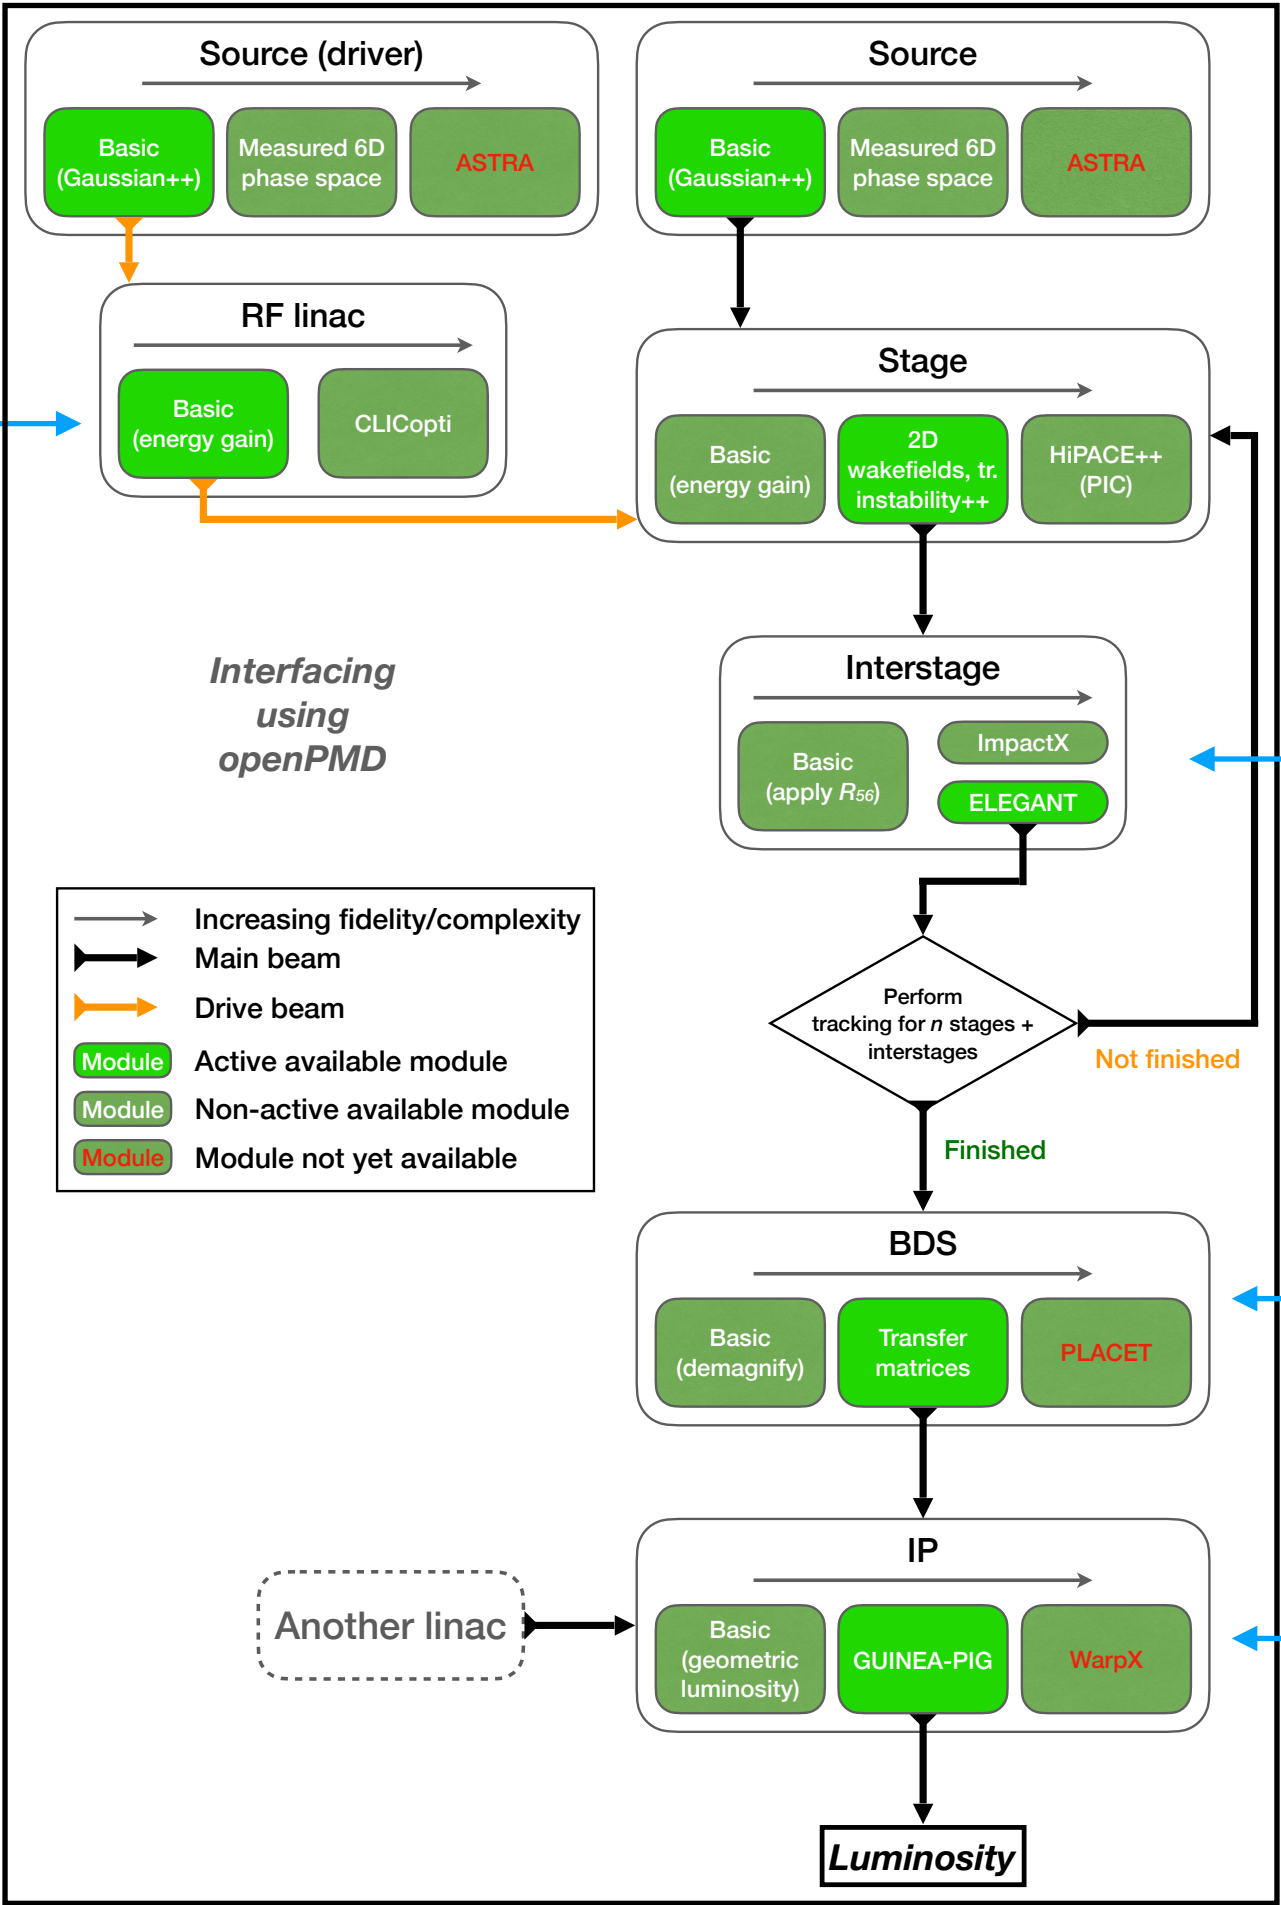 Source (driver)
Basic
(Gaussian++)
Measured 6D
phase space
ASTRA
Source
Basic
(Gaussian++)
Measured 6D
phase space
ASTRA
RF linac
Basic
(energy gain)
CLICopti
Stage
Basic
(energy gain)
2D
wakefields, tr.
instability++
HiPACE++
(PIC)
Interfacing
using
openPMD
Interstage
Basic
(apply R₅₆)
ImpactX
ELEGANT
Increasing fidelity/complexity
Main beam
Drive beam
Module Active available module
Module Non-active available module
Module Module not yet available
Perform
tracking for n stages +
interstages
Not finished
Finished
BDS
Basic
(demagnify)
Transfer
matrices
PLACET
Another linac
IP
Basic
(geometric
luminosity)
GUINEA-PIG
WarpX
Luminosity